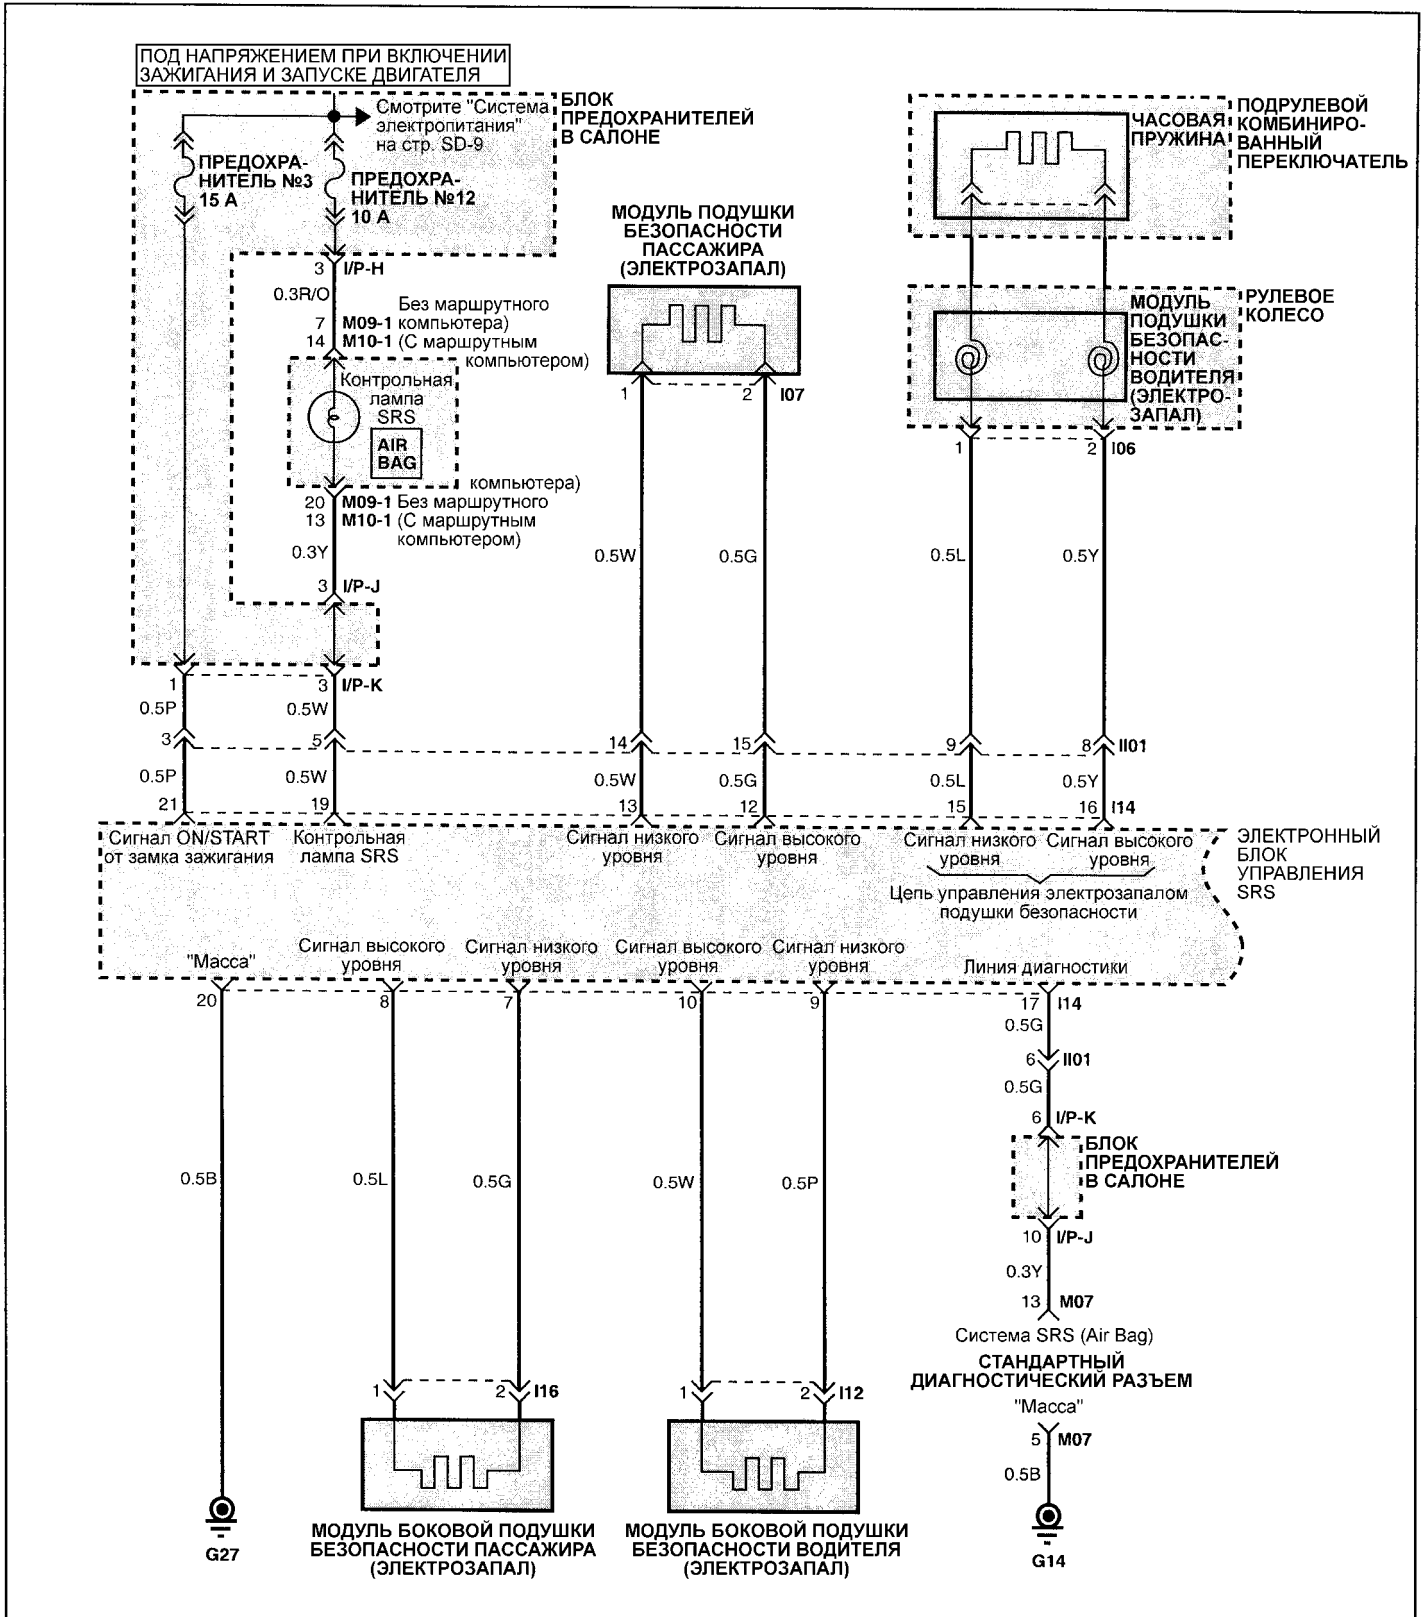 ПОД НАПРЯЖЕНИЕМ ПРИ ВКЛЮЧЕНИИ
ЗАЖИГАНИЯ И ЗАПУСКЕ ДВИГАТЕЛЯ
Смотрите "Система
электропитания"
на стр. SD-9
БЛОК
ПРЕДОХРАНИТЕЛЕЙ
В САЛОНЕ
ПРЕДОХРА-
НИТЕЛЬ №3
15 А
ПРЕДОХРА-
НИТЕЛЬ №12
10 А
3 I/P-H
0.3R/O
Без маршрутного
7 M09-1 компьютера)
14 M10-1 (С маршрутным
компьютером)
Контрольная
лампа
SRS
AIR
BAG
компьютера)
20 M09-1 Без маршрутного
13 M10-1 (С маршрутным
компьютером)
0.3Y
3 I/P-J
1 3 I/P-K
0.5P 0.5W
МОДУЛЬ ПОДУШКИ
БЕЗОПАСНОСТИ
ПАССАЖИРА
(ЭЛЕКТРОЗАПАЛ)
1 2 I07
0.5W 0.5G
ЧАСОВАЯ
ПРУЖИНА
ПОДРУЛЕВОЙ
КОМБИНИРО-
ВАННЫЙ
ПЕРЕКЛЮЧАТЕЛЬ
МОДУЛЬ
ПОДУШКИ
БЕЗОПАС-
НОСТИ
ВОДИТЕЛЯ
(ЭЛЕКТРО-
ЗАПАЛ)
РУЛЕВОЕ
КОЛЕСО
1 2 I06
0.5L 0.5Y
3 5 14 15 9 8 II01
0.5P 0.5W 0.5W 0.5G 0.5L 0.5Y
21 19 13 12 15 16 I14
Сигнал ON/START
от замка зажигания
Контрольная
лампа SRS
Сигнал низкого
уровня
Сигнал высокого
уровня
Сигнал низкого
уровня
Сигнал высокого
уровня
Цепь управления электрозапалом
подушки безопасности
ЭЛЕКТРОННЫЙ
БЛОК
УПРАВЛЕНИЯ
SRS
"Масса"
Сигнал высокого
уровня
Сигнал низкого
уровня
Сигнал высокого
уровня
Сигнал низкого
уровня
Линия диагностики
20 8 7 10 9 17 I14
0.5G
6 II01
0.5G
6 I/P-K
БЛОК
ПРЕДОХРАНИТЕЛЕЙ
В САЛОНЕ
0.5B 0.5L 0.5G 0.5W 0.5P
10 I/P-J
0.3Y
13 M07
Система SRS (Air Bag)
СТАНДАРТНЫЙ
ДИАГНОСТИЧЕСКИЙ РАЗЪЕМ
"Масса"
5 M07
0.5B
G14
1 2 I16
1 2 I12
G27
МОДУЛЬ БОКОВОЙ ПОДУШКИ
БЕЗОПАСНОСТИ ПАССАЖИРА
(ЭЛЕКТРОЗАПАЛ)
МОДУЛЬ БОКОВОЙ ПОДУШКИ
БЕЗОПАСНОСТИ ВОДИТЕЛЯ
(ЭЛЕКТРОЗАПАЛ)